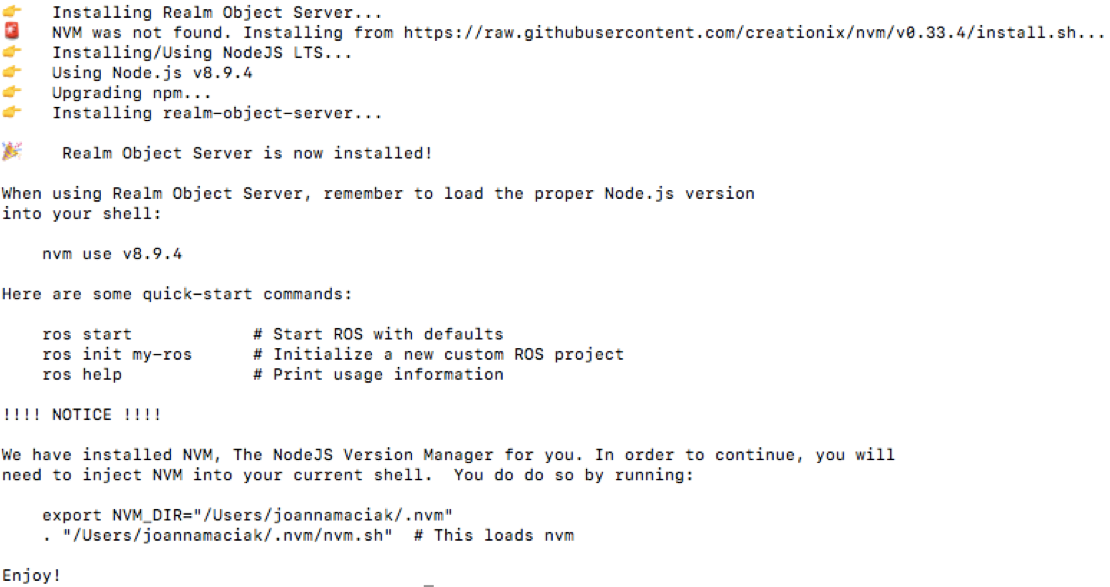 👉 Installing Realm Object Server...
🚨 NVM was not found. Installing from https://raw.githubusercontent.com/creationix/nvm/v0.33.4/install.sh...
👉 Installing/Using NodeJS LTS...
👉 Using Node.js v8.9.4
👉 Upgrading npm...
👉 Installing realm-object-server...
🎉 Realm Object Server is now installed!
When using Realm Object Server, remember to load the proper Node.js version
into your shell:
nvm use v8.9.4
Here are some quick-start commands:
ros start # Start ROS with defaults
ros init my-ros # Initialize a new custom ROS project
ros help # Print usage information
!!!! NOTICE !!!!
We have installed NVM, The NodeJS Version Manager for you. In order to continue, you will
need to inject NVM into your current shell. You do do so by running:
export NVM_DIR="/Users/joannamaciak/.nvm"
. "/Users/joannamaciak/.nvm/nvm.sh" # This loads nvm
Enjoy!